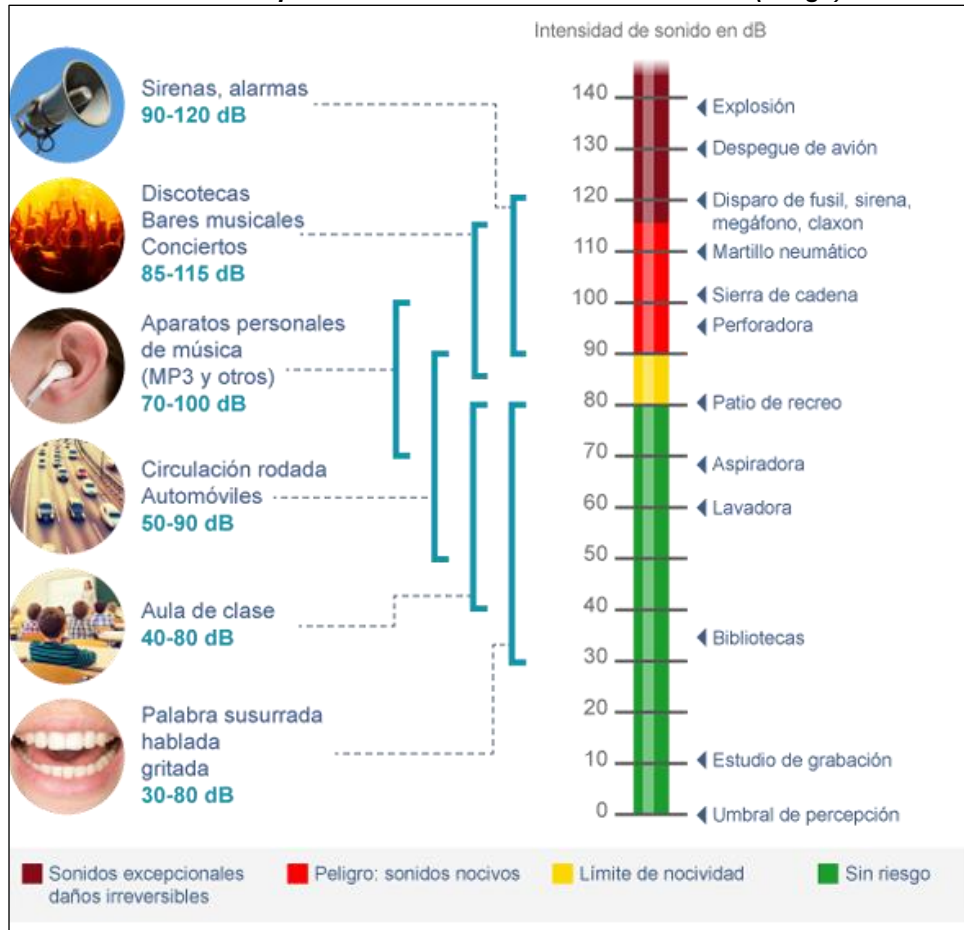 Intensidad de sonido en dB
Sirenas, alarmas
90-120 dB
Discotecas
Bares musicales
Conciertos
85-115 dB
Aparatos personales
de música
(MP3 y otros)
70-100 dB
Circulación rodada
Automóviles
50-90 dB
Aula de clase
40-80 dB
Palabra susurrada
hablada
gritada
30-80 dB
140
130
120
110
100
90
80
70
60
50
40
30
20
10
0
Explosión
Despegue de avión
Disparo de fusil, sirena,
megáfono, claxon
Martillo neumático
Sierra de cadena
Perforadora
Patio de recreo
Aspiradora
Lavadora
Bibliotecas
Estudio de grabación
Umbral de percepción
Sonidos excepcionales
daños irreversibles
Peligro: sonidos nocivos
Límite de nocividad
Sin riesgo